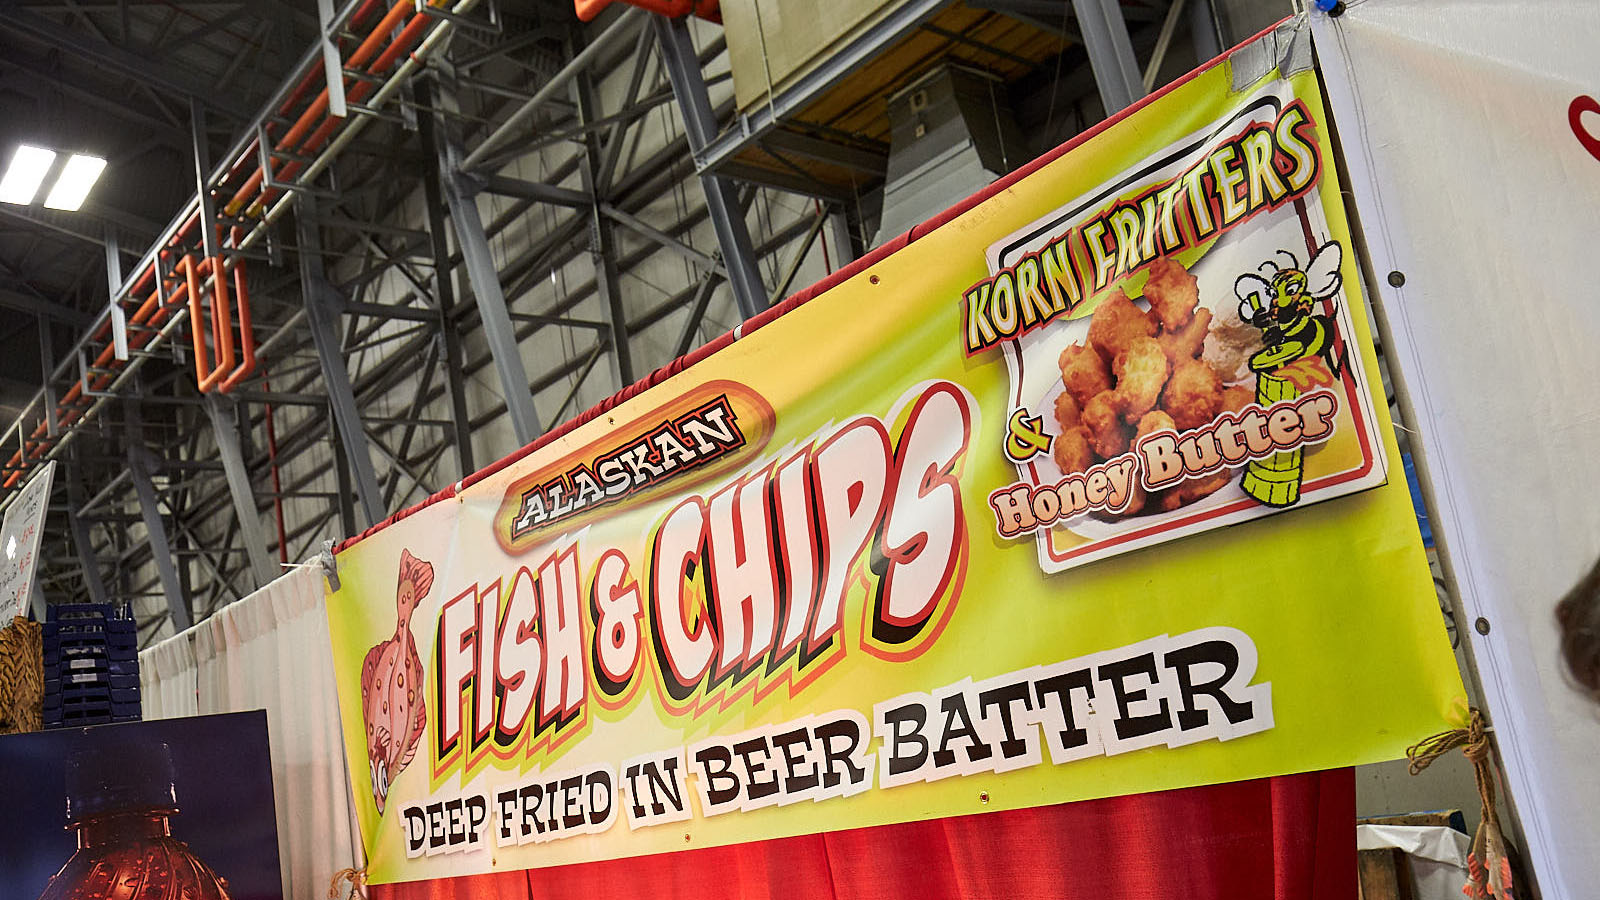 ALASKAN
FISH & CHIPS
DEEP FRIED IN BEER BATTER
KORN FRITTERS
&
Honey Butter